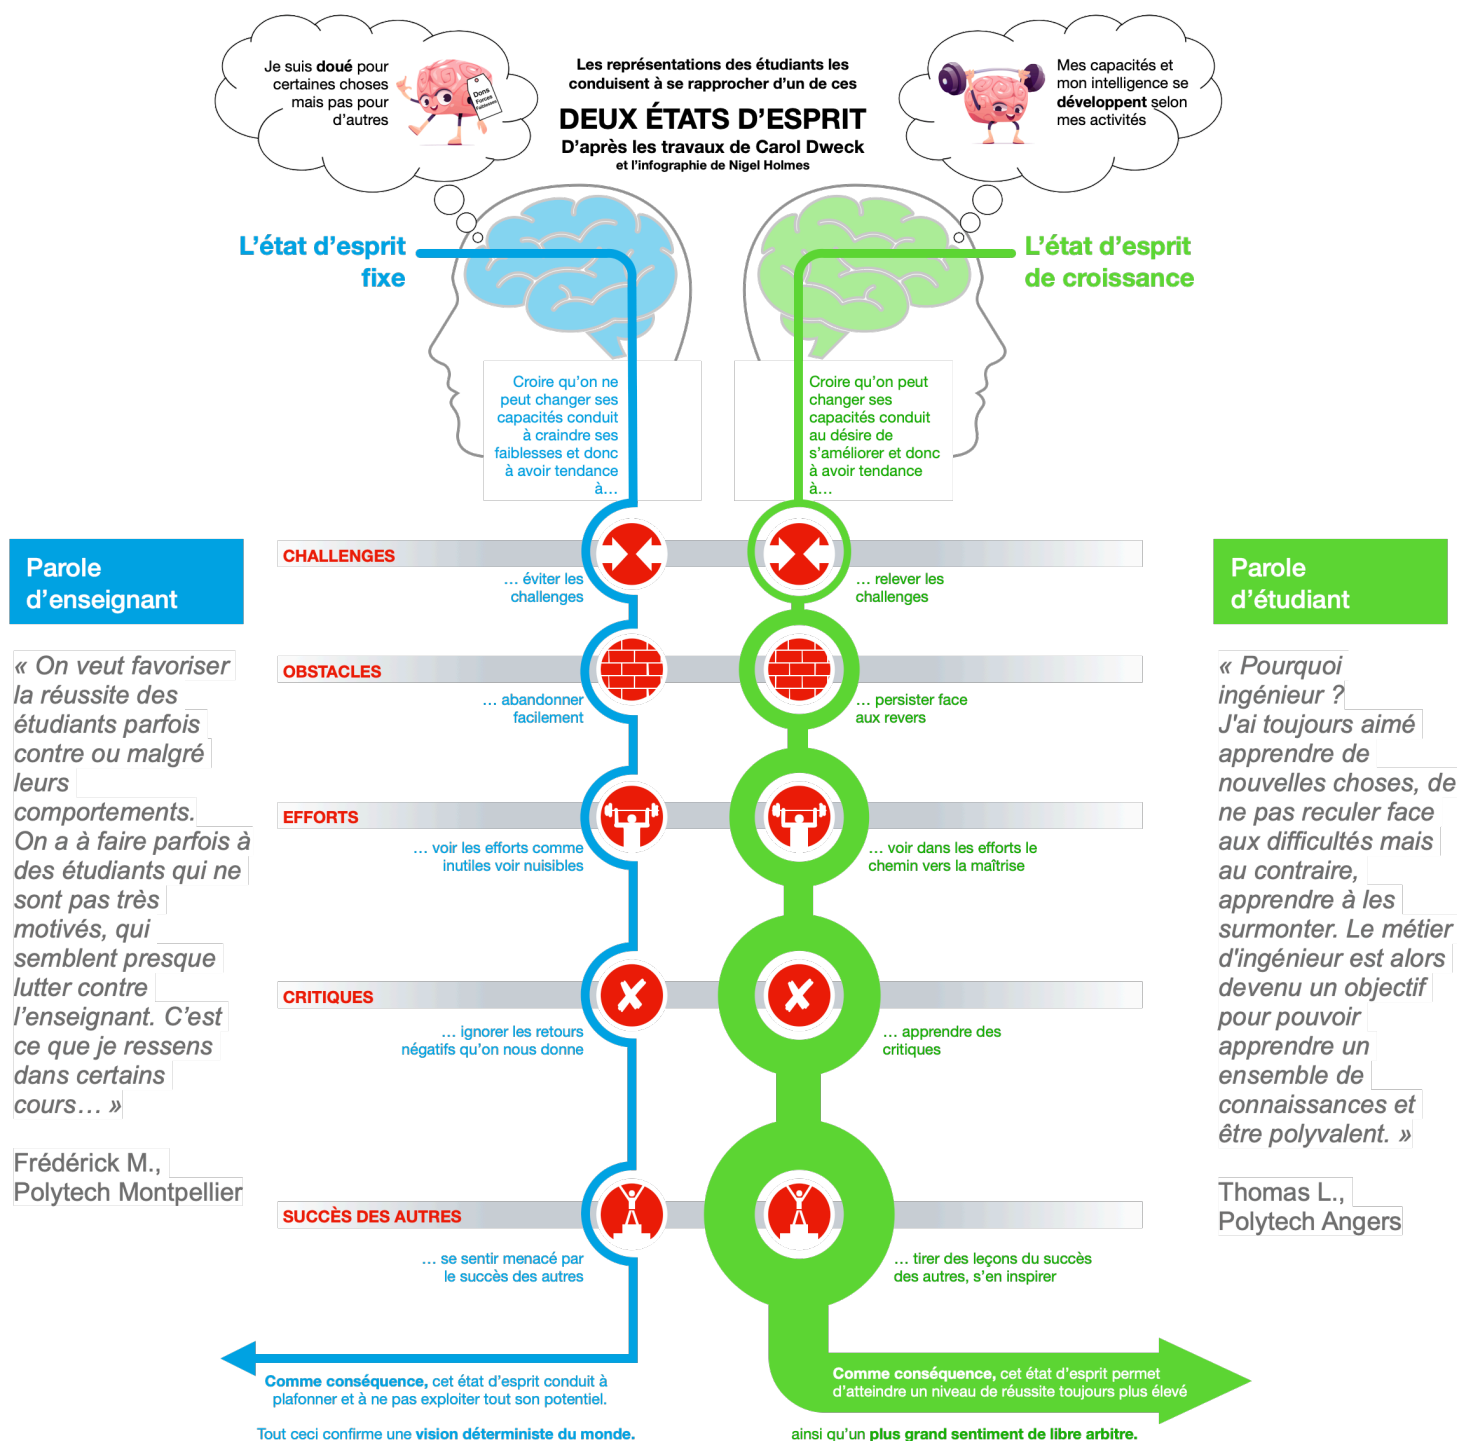 Je suis doué pour
certaines choses
mais pas pour
d'autres
Dons
Forces
Faiblesses
Les représentations des étudiants les
conduisent à se rapprocher d'un de ces
DEUX ÉTATS D'ESPRIT
D'après les travaux de Carol Dweck
et l'infographie de Nigel Holmes
Mes capacités et
mon intelligence se
développent selon
mes activités
L'état d'esprit
fixe
L'état d'esprit
de croissance
Croire qu'on ne
peut changer ses
capacités conduit
à craindre ses
faiblesses et donc
à avoir tendance
à…
Croire qu'on peut
changer ses
capacités conduit
au désire de
s'améliorer et donc
à avoir tendance
à…
Parole
d'enseignant
« On veut favoriser
la réussite des
étudiants parfois
contre ou malgré
leurs
comportements.
On a à faire parfois à
des étudiants qui ne
sont pas très
motivés, qui
semblent presque
lutter contre
l'enseignant. C'est
ce que je ressens
dans certains
cours… »
Frédérick M.,
Polytech Montpellier
CHALLENGES
… éviter les
challenges
… relever les
challenges
OBSTACLES
… abandonner
facilement
… persister face
aux revers
EFFORTS
… voir les efforts comme
inutiles voir nuisibles
… voir dans les efforts le
chemin vers la maîtrise
CRITIQUES
… ignorer les retours
négatifs qu'on nous donne
… apprendre des
critiques
SUCCÈS DES AUTRES
… se sentir menacé par
le succès des autres
… tirer des leçons du succès
des autres, s'en inspirer
Parole
d'étudiant
« Pourquoi
ingénieur ?
J'ai toujours aimé
apprendre de
nouvelles choses, de
ne pas reculer face
aux difficultés mais
au contraire,
apprendre à les
surmonter. Le métier
d'ingénieur est alors
devenu un objectif
pour pouvoir
apprendre un
ensemble de
connaissances et
être polyvalent. »
Thomas L.,
Polytech Angers
Comme conséquence, cet état d'esprit conduit à
plafonner et à ne pas exploiter tout son potentiel.
Tout ceci confirme une vision déterministe du monde.
Comme conséquence, cet état d'esprit permet
d'atteindre un niveau de réussite toujours plus élevé
ainsi qu'un plus grand sentiment de libre arbitre.